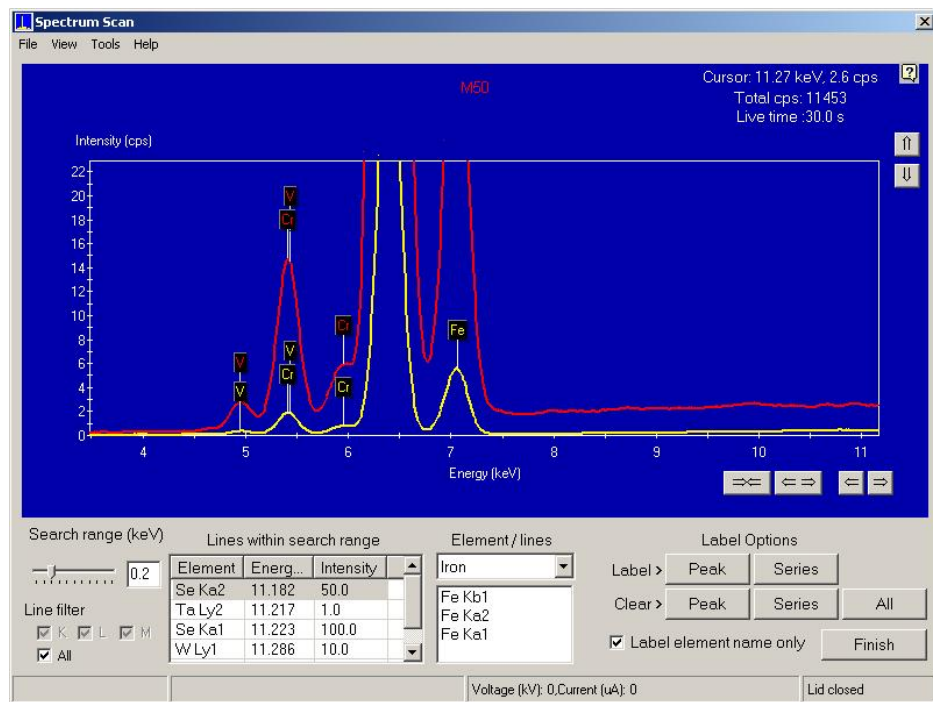 Spectrum Scan
File View Tools Help
M50
Cursor: 11.27 keV, 2.6 cps
Total cps: 11453
Live time :30.0 s
Intensity (cps)
22
20
18
16
14
12
10
8
6
4
2
0
V
Cr
V
Cr
V
Cr
V
Cr
Fe
4 5 6 7 8 9 10 11
Energy (keV)
Search range (keV)
0.2
Line filter
K L M
All
Lines within search range
Element Energ... Intensity
Se Ka2 11.182 50.0
Ta Ly2 11.217 1.0
Se Ka1 11.223 100.0
W Ly1 11.286 10.0
Element / lines
Iron
Fe Kb1
Fe Ka2
Fe Ka1
Label Options
Label > Peak Series
Clear > Peak Series All
Label element name only Finish
Voltage (kV): 0,Current (uA): 0 Lid closed